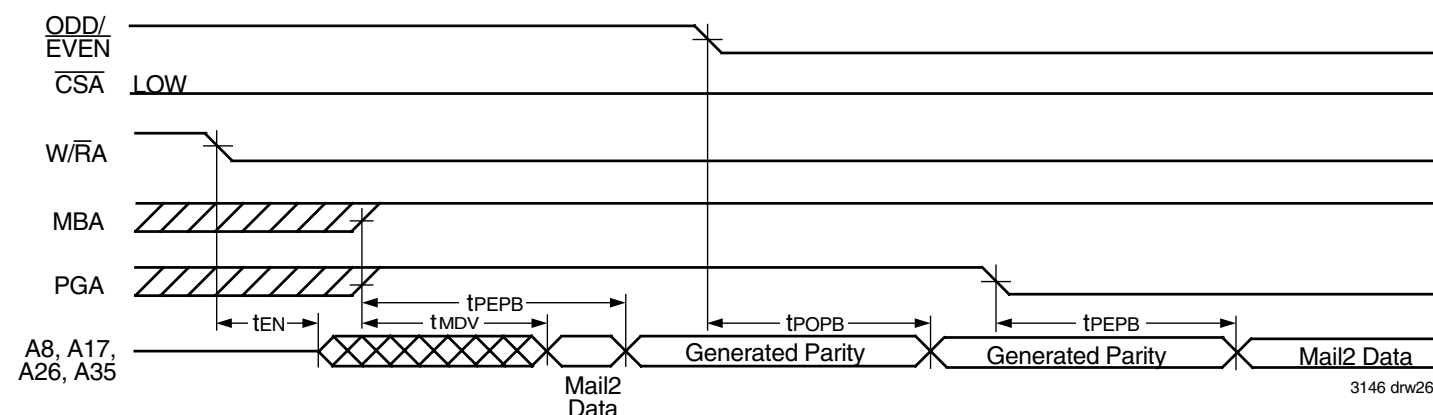 ODD/
EVEN
CSA LOW
W/RA
MBA
PGA
tPEPB
tEN tMDV tPOPB tPEPB
A8, A17,
A26, A35
Generated Parity Generated Parity Mail2 Data
Mail2
Data
3146 drw26